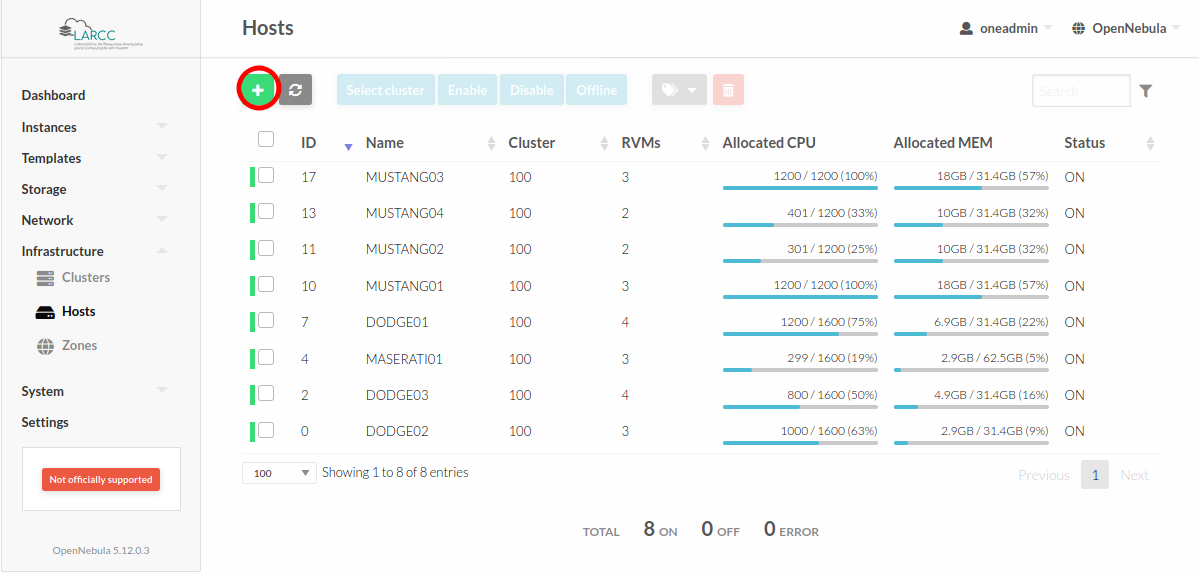 LARCC
Laboratório de Pesquisas Avançadas
para Computação em Nuvem
Hosts
oneadmin
OpenNebula
Dashboard
Instances
Templates
Storage
Network
Infrastructure
Clusters
Hosts
Zones
System
Settings
Not officially supported
OpenNebula 5.12.0.3
+ Select cluster Enable Disable Offline
Search
ID Name Cluster RVMs Allocated CPU Allocated MEM Status
17 MUSTANG03 100 3 1200 / 1200 (100%) 18GB / 31.4GB (57%) ON
13 MUSTANG04 100 2 401 / 1200 (33%) 10GB / 31.4GB (32%) ON
11 MUSTANG02 100 2 301 / 1200 (25%) 10GB / 31.4GB (32%) ON
10 MUSTANG01 100 3 1200 / 1200 (100%) 18GB / 31.4GB (57%) ON
7 DODGE01 100 4 1200 / 1600 (75%) 6.9GB / 31.4GB (22%) ON
4 MASERATI01 100 3 299 / 1600 (19%) 2.9GB / 62.5GB (5%) ON
2 DODGE03 100 4 800 / 1600 (50%) 4.9GB / 31.4GB (16%) ON
0 DODGE02 100 3 1000 / 1600 (63%) 2.9GB / 31.4GB (9%) ON
100 Showing 1 to 8 of 8 entries
Previous 1 Next
TOTAL 8 ON 0 OFF 0 ERROR